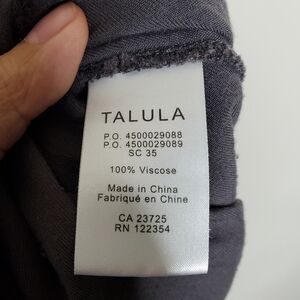 TALULA
P.O. 4500029088
P.O. 4500029089
SC 35
100% Viscose
Made in China
Fabriqué en Chine
CA 23725
RN 122354